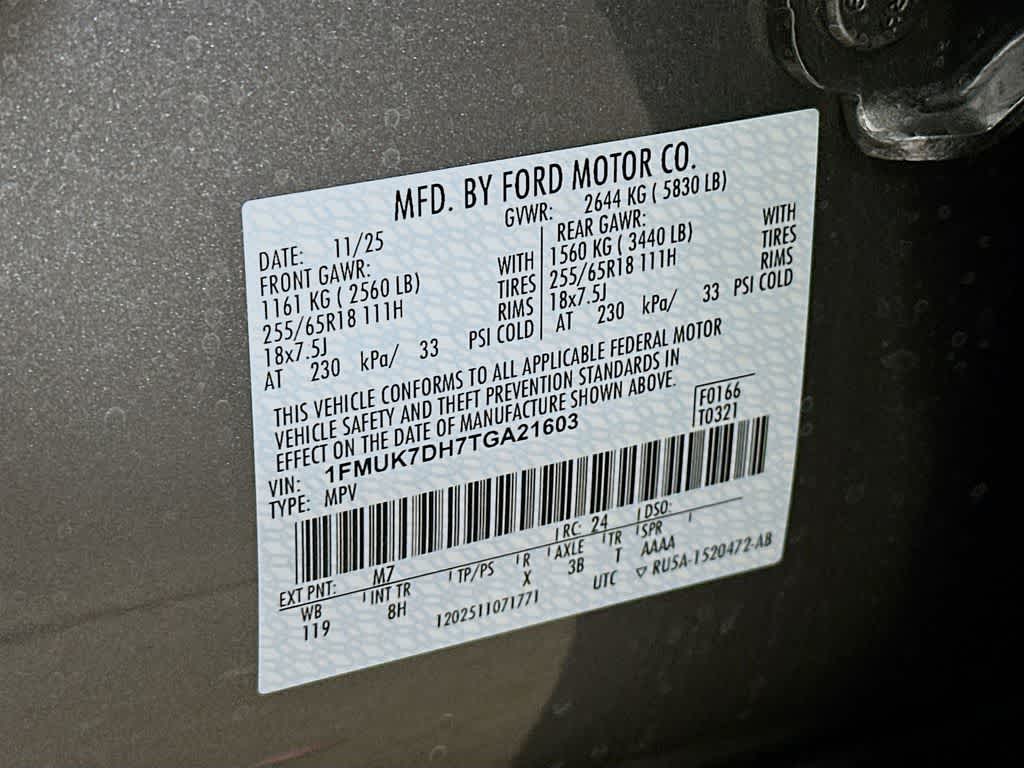 MFD. BY FORD MOTOR CO.
DATE: 11/25
GVWR: 2644 KG ( 5830 LB)
FRONT GAWR:
1161 KG ( 2560 LB) WITH
255/65R18 111H TIRES
18x7.5J RIMS
AT 230 kPa/ 33 PSI COLD
REAR GAWR:
1560 KG ( 3440 LB) WITH
255/65R18 111H TIRES
18x7.5J RIMS
AT 230 kPa/ 33 PSI COLD
THIS VEHICLE CONFORMS TO ALL APPLICABLE FEDERAL MOTOR
VEHICLE SAFETY AND THEFT PREVENTION STANDARDS IN
EFFECT ON THE DATE OF MANUFACTURE SHOWN ABOVE.
VIN: 1FMUK7DH7TGA21603
TYPE: MPV
F0166
T0321
EXT PNT: M7 RC: 24 DSO:
WB INT TR TP/PS R AXLE TR SPR
119 8H X 3B T AAAA
1202511071771 UTC ▽ RU5A-1520472-AB